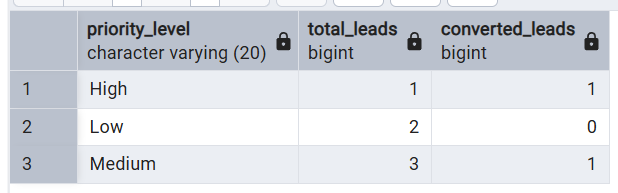 priority_level total_leads converted_leads
character varying (20) bigint bigint
1 High 1 1
2 Low 2 0
3 Medium 3 1